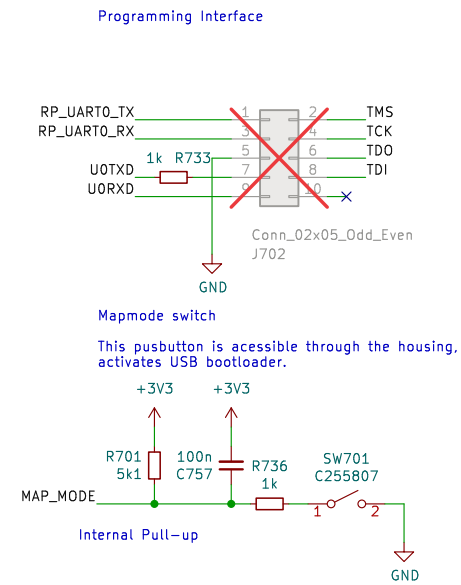 Programming Interface
RP_UART0_TX 1 2 TMS
RP_UART0_RX 3 4 TCK
5 6 TDO
1k R733
U0TXD 7 8 TDI
U0RXD 9 10
Conn_02x05_Odd_Even
J702
GND
Mapmode switch
This pusbutton is acessible through the housing,
activates USB bootloader.
+3V3 +3V3
R701 100n
5k1 C757
R736
1k
SW701
C255807
MAP_MODE
1 2
Internal Pull-up
GND